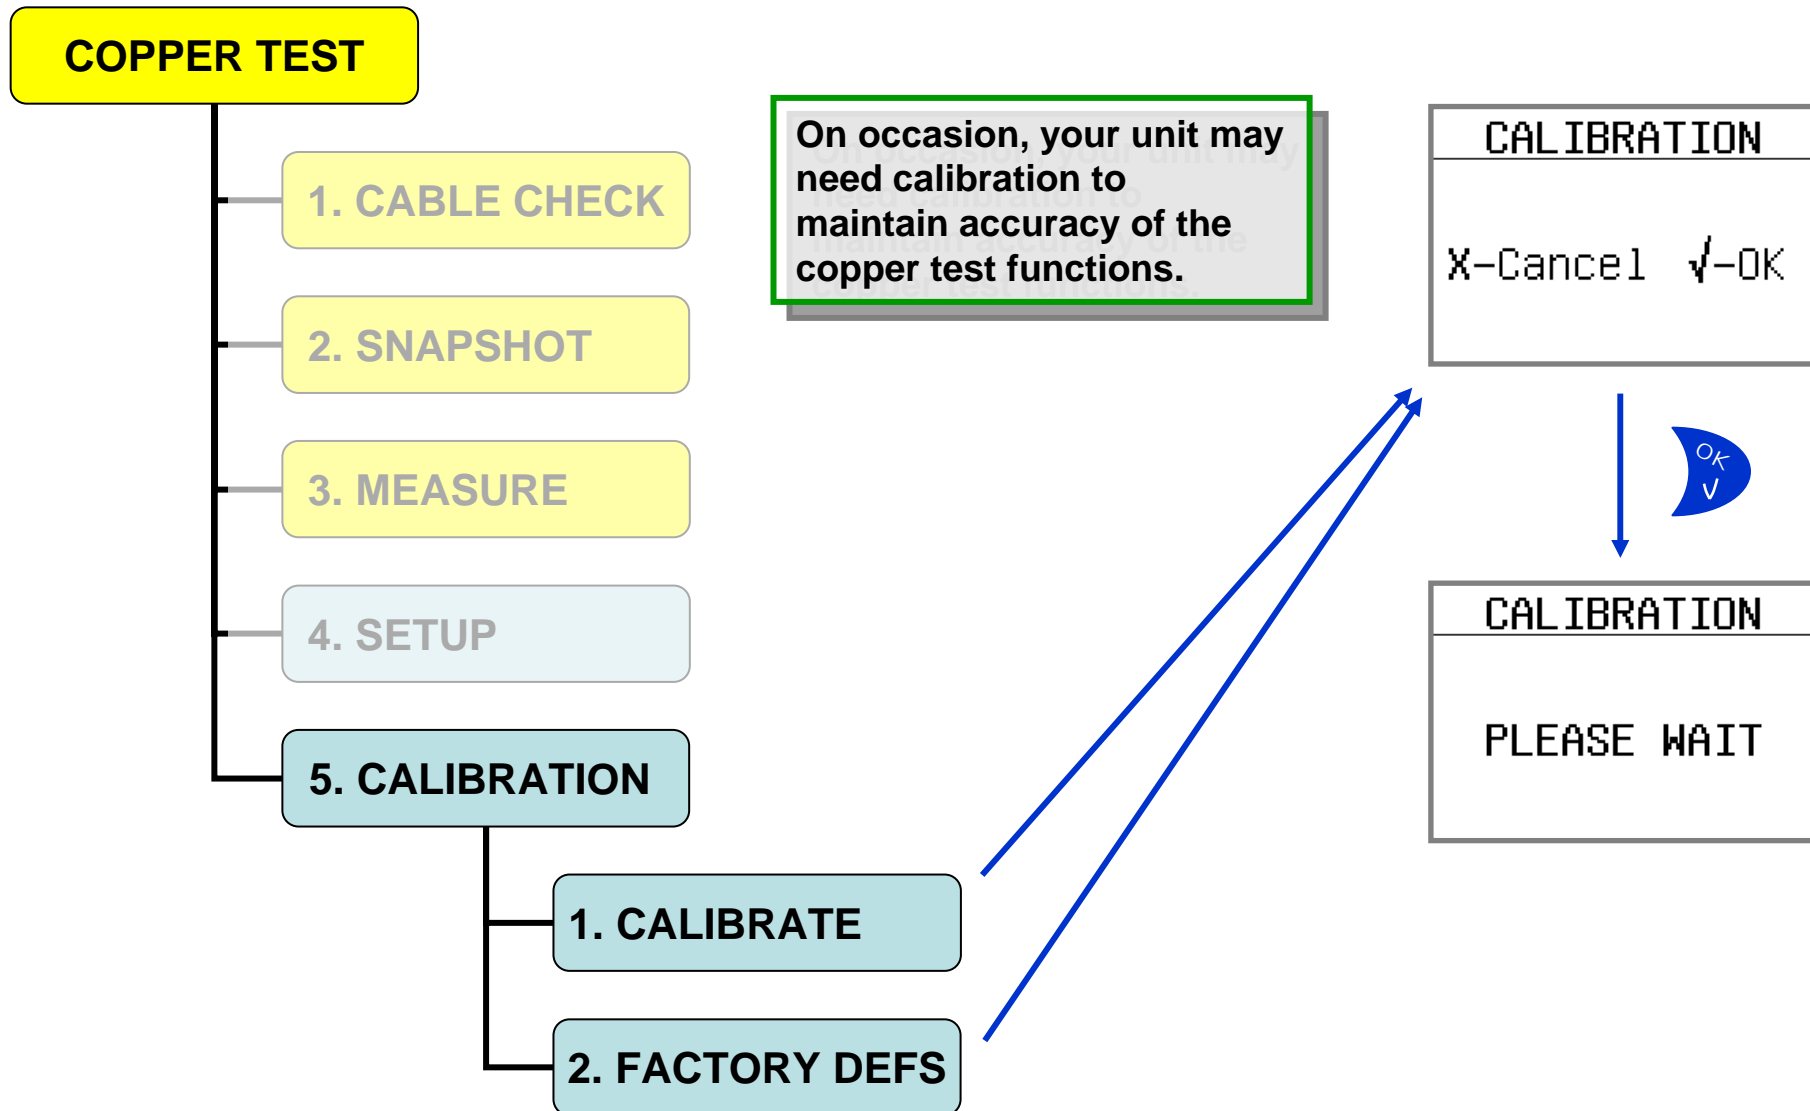 COPPER TEST
1. CABLE CHECK
2. SNAPSHOT
3. MEASURE
4. SETUP
5. CALIBRATION
1. CALIBRATE
2. FACTORY DEFS
On occasion, your unit may
need calibration to
maintain accuracy of the
copper test functions.
CALIBRATION
X-Cancel √-OK
OK
√
CALIBRATION
PLEASE WAIT